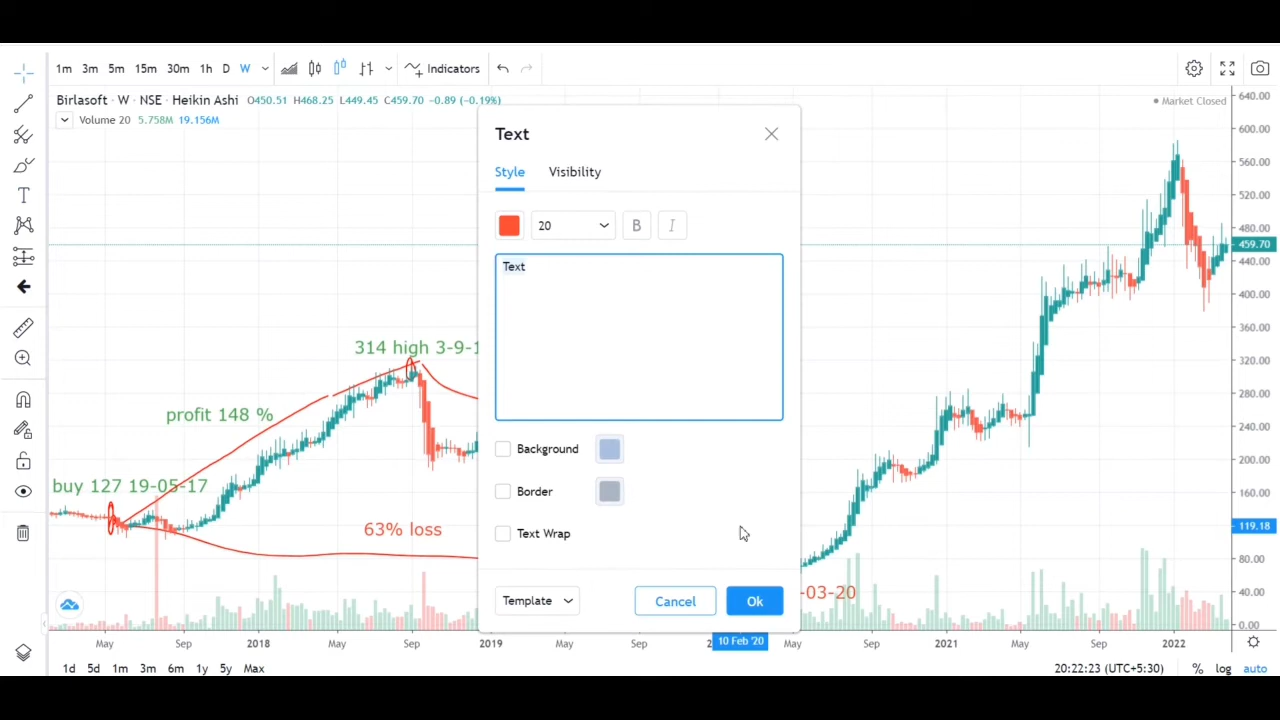 1m 3m 5m 15m 30m 1h D W Indicators
Birlasoft · W · NSE · Heikin Ashi O450.51 H468.25 L449.45 C459.70 -0.89 (-0.19%)
Market Closed
Volume 20 5.758M 19.156M
Text
Style Visibility
20 B I
Text
Background
Border
Text Wrap
Template Cancel Ok
314 high 3-9-1
profit 148 %
buy 127 19-05-17
63% loss
-03-20
640.00
600.00
560.00
520.00
480.00
459.70
440.00
400.00
360.00
320.00
280.00
240.00
200.00
160.00
119.18
80.00
40.00
0.00
May Sep 2018 May Sep 2019 May Sep 2 10 Feb '20 May Sep 2021 May Sep 2022
1d 5d 1m 3m 6m 1y 5y Max 20:22:23 (UTC+5:30) % log auto